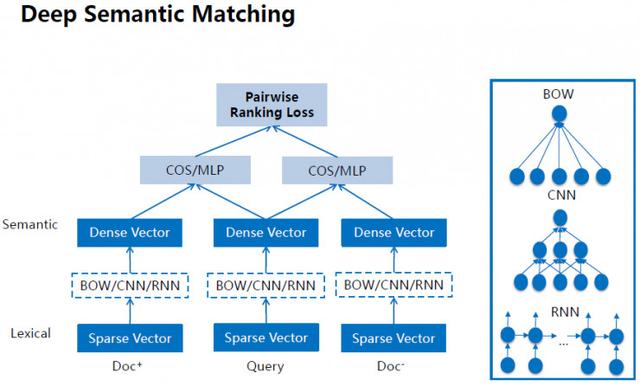 Deep Semantic Matching
Pairwise
Ranking Loss
COS/MLP
COS/MLP
Semantic
Dense Vector
Dense Vector
Dense Vector
BOW/CNN/RNN
BOW/CNN/RNN
BOW/CNN/RNN
Lexical
Sparse Vector
Sparse Vector
Sparse Vector
Doc⁺
Query
Doc⁻
BOW
CNN
RNN
...